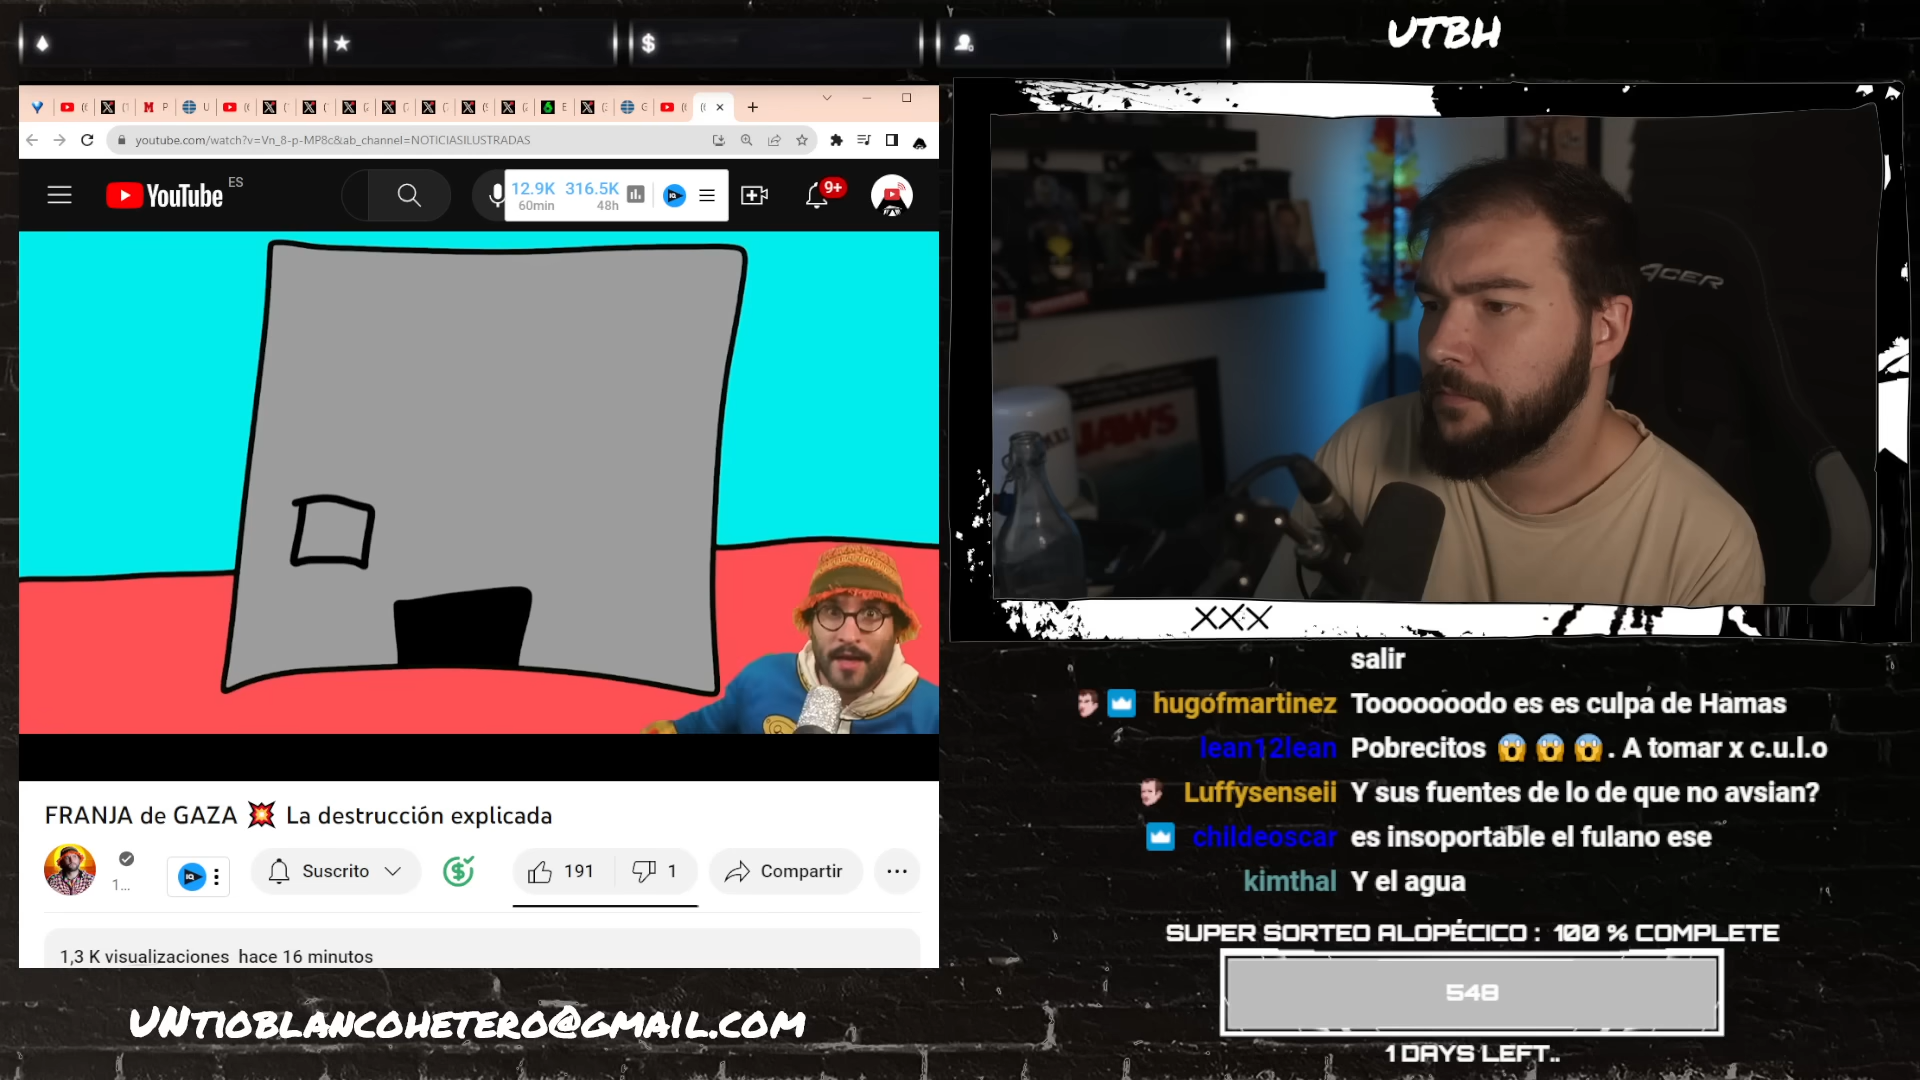 UTBH
youtube.com/watch?v=Vn_8-p-MP8c&ab_channel=NOTICIASILUSTRADAS
YouTube ES
12.9K 316.5K
60min 48h
9+
ACER
JAWS
XXX
FRANJA de GAZA 💥 La destrucción explicada
1...
Suscrito
191
1
Compartir
1,3 K visualizaciones hace 16 minutos
salir
hugofmartinez Tooooooodo es es culpa de Hamas
lean12lean Pobrecitos 😱 😱 😱. A tomar x c.u.l.o
Luffysenseii Y sus fuentes de lo de que no avsian?
childeoscar es insoportable el fulano ese
kimthal Y el agua
SUPER SORTEO ALOPÉCICO : 100 % COMPLETE
548
1 DAYS LEFT..
UNTIOBLANCOHETERO@GMAIL.COM